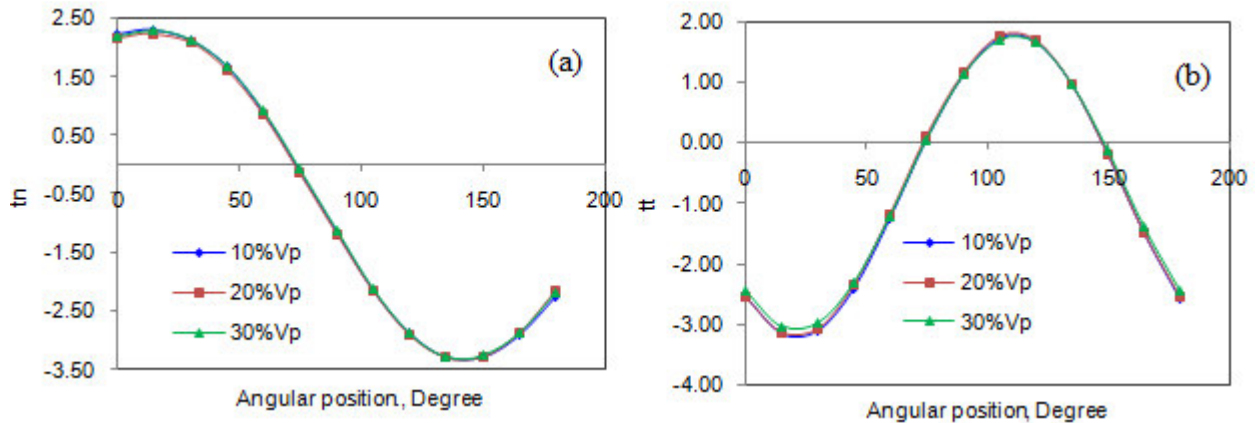 2.50
1.50
0.50
-0.50
-1.50
-2.50
-3.50
tn
0
50
100
150
200
(a)
10%Vp
20%Vp
30%Vp
Angular position., Degree
2.00
1.00
0.00
-1.00
-2.00
-3.00
-4.00
tt
0
50
100
150
200
(b)
10%Vp
20%Vp
30%Vp
Angular position, Degree